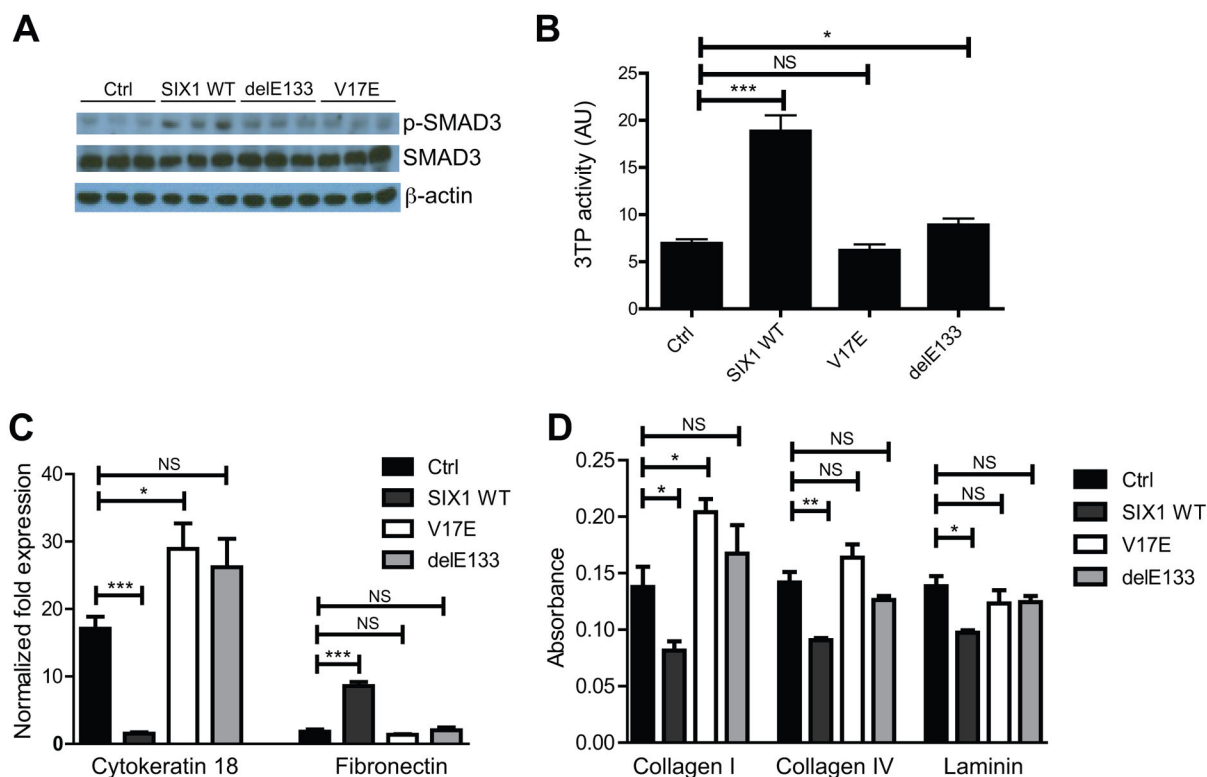 A
Ctrl SIX1 WT delE133 V17E
p-SMAD3
SMAD3
β-actin
B
*
NS
***
3TP activity (AU)
25
20
15
10
5
0
Ctrl
SIX1 WT
V17E
delE133
C
NS
*
***
NS
NS
***
Normalized fold expression
40
30
20
10
0
Cytokeratin 18 Fibronectin
Ctrl
SIX1 WT
V17E
delE133
D
NS
*
*
NS
NS
**
NS
NS
*
Absorbance
0.25
0.20
0.15
0.10
0.05
0.00
Collagen I Collagen IV Laminin
Ctrl
SIX1 WT
V17E
delE133